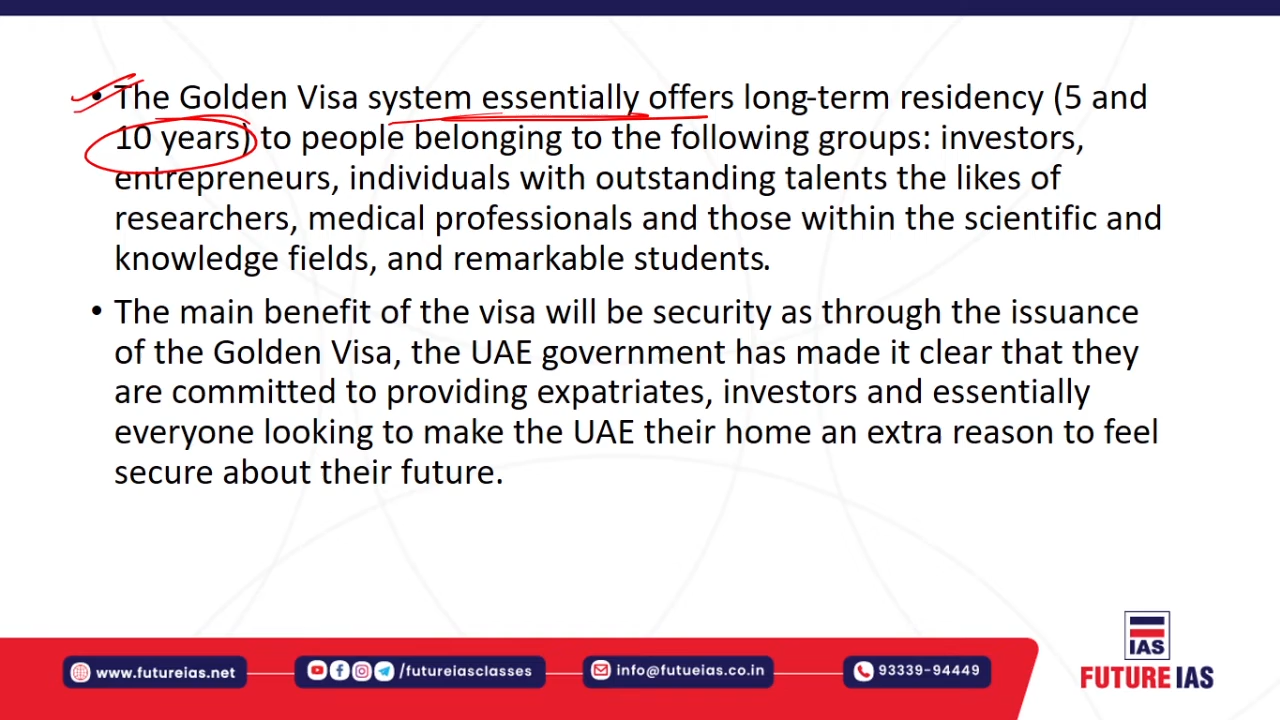 • The Golden Visa system essentially offers long-term residency (5 and
10 years) to people belonging to the following groups: investors,
entrepreneurs, individuals with outstanding talents the likes of
researchers, medical professionals and those within the scientific and
knowledge fields, and remarkable students.
• The main benefit of the visa will be security as through the issuance
of the Golden Visa, the UAE government has made it clear that they
are committed to providing expatriates, investors and essentially
everyone looking to make the UAE their home an extra reason to feel
secure about their future.
IAS
FUTURE IAS
www.futureias.net
/futureiasclasses
info@futueias.co.in
93339-94449